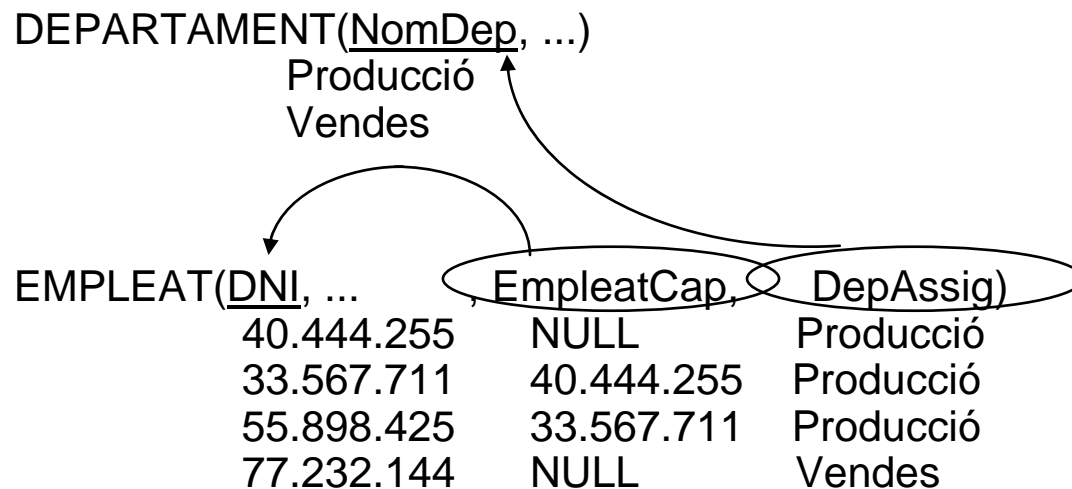 DEPARTAMENT(NomDep, ...)
Producció
Vendes
EMPLEAT(DNI, ... , EmpleatCap, DepAssig)
40.444.255 NULL Producció
33.567.711 40.444.255 Producció
55.898.425 33.567.711 Producció
77.232.144 NULL Vendes